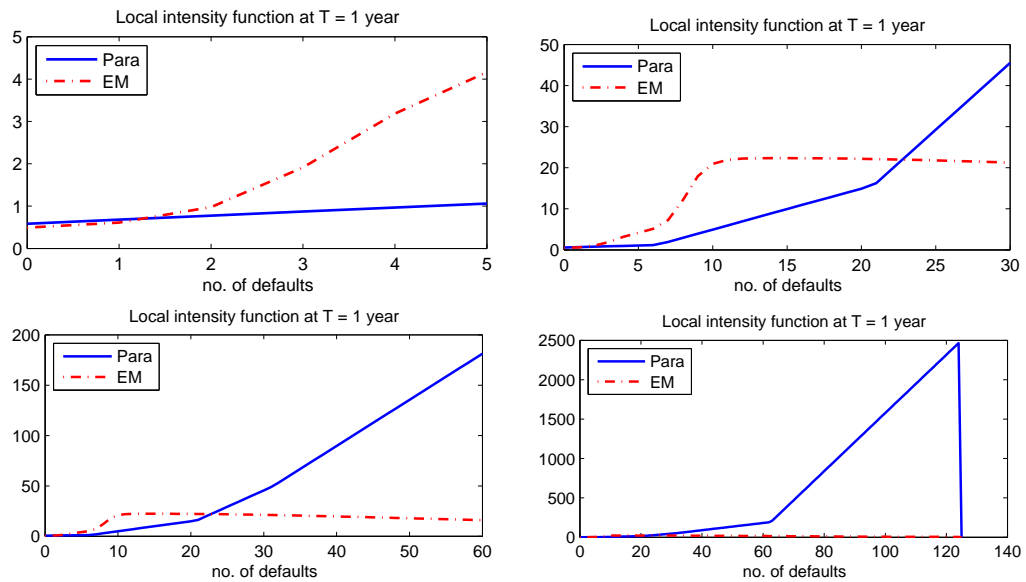 Local intensity function at T = 1 year
5
4
3
2
1
0
Para
EM
0 1 2 3 4 5
no. of defaults
Local intensity function at T = 1 year
50
40
30
20
10
0
Para
EM
0 5 10 15 20 25 30
no. of defaults
Local intensity function at T = 1 year
200
150
100
50
0
Para
EM
0 10 20 30 40 50 60
no. of defaults
Local intensity function at T = 1 year
2500
2000
1500
1000
500
0
Para
EM
0 20 40 60 80 100 120 140
no. of defaults